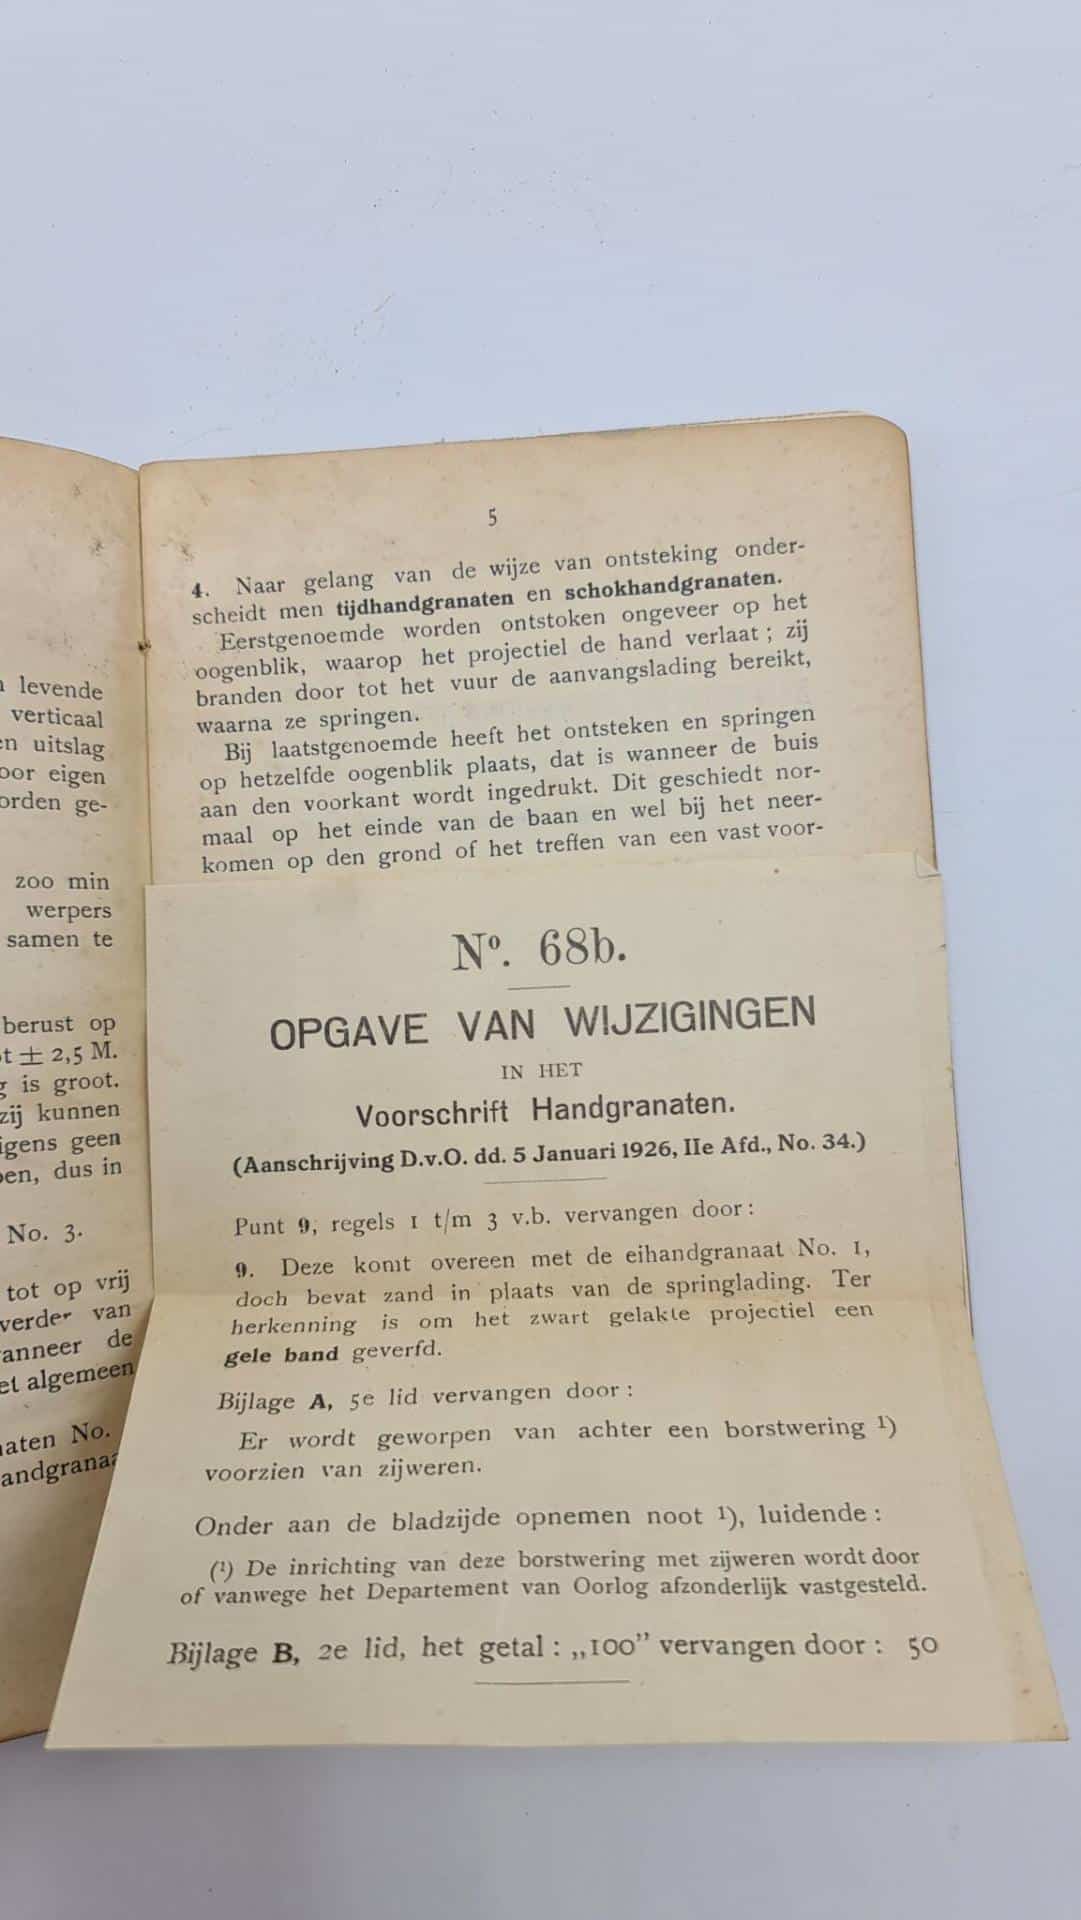 levende
verticaal
uitslag
eigen
orden ge-
zoo min
werpers
samen te
berust op
± 2,5 M.
is groot.
zij kunnen
geen
dus in
No. 3.
tot op vrij
verder van
wanneer de
algemeen
No.
5
4. Naar gelang van de wijze van ontsteking onder-
scheidt men tijdhandgranaten en schokhandgranaten.
Eerstgenoemde worden ontstoken ongeveer op het
oogenblik, waarop het projectiel de hand verlaat; zij
branden door tot het vuur de aanvangslading bereikt,
waarna ze springen.
Bij laatstgenoemde heeft het ontsteken en springen
op hetzelfde oogenblik plaats, dat is wanneer de buis
aan den voorkant wordt ingedrukt. Dit geschiedt nor-
maal op het einde van de baan en wel bij het neer-
komen op den grond of het treffen van een vast voor-
No. 68b.
OPGAVE VAN WIJZIGINGEN
IN HET
Voorschrift Handgranaten.
(Aanschrijving D.v.O. dd. 5 Januari 1926, IIe Afd., No. 34.)
Punt 9, regels 1 t/m 3 v.b. vervangen door:
9. Deze komt overeen met de eihandgranaat No. 1,
doch bevat zand in plaats van de springlading. Ter
herkenning is om het zwart gelakte projectiel een
gele band geverfd.
Bijlage A, 5e lid vervangen door:
Er wordt geworpen van achter een borstwering ¹)
voorzien van zijweren.
Onder aan de bladzijde opnemen noot ¹), luidende:
(¹) De inrichting van deze borstwering met zijweren wordt door
of vanwege het Departement van Oorlog afzonderlijk vastgesteld.
Bijlage B, 2e lid, het getal: „100” vervangen door: 50